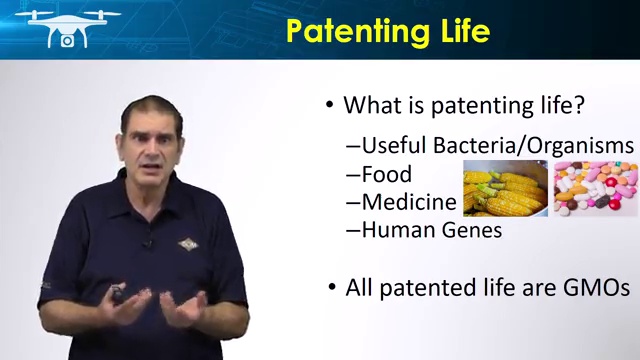 Patenting Life
• What is patenting life?
–Useful Bacteria/Organisms
–Food
–Medicine
–Human Genes
• All patented life are GMOs